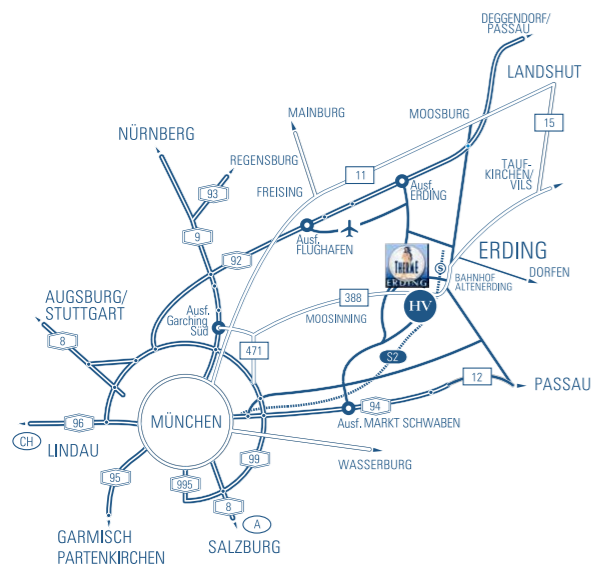 DEGGENDORF/
PASSAU
LANDSHUT
MAINBURG
MOOSBURG
15
NÜRNBERG
REGENSBURG
TAUF-
KIRCHEN/
VILS
11
93
FREISING
Ausf.
ERDING
9
Ausf.
FLUGHAFEN
92
ERDING
THERME
ERDING
S
DORFEN
BAHNHOF
ALTENERDING
AUGSBURG/
STUTTGART
388
HV
Ausf.
Garching
Süd
MOOSINNING
8
471
S2
12
PASSAU
94
MÜNCHEN
Ausf. MARKT SCHWABEN
96
CH
LINDAU
WASSERBURG
99
95
995
8
A
GARMISCH
PARTENKIRCHEN
SALZBURG